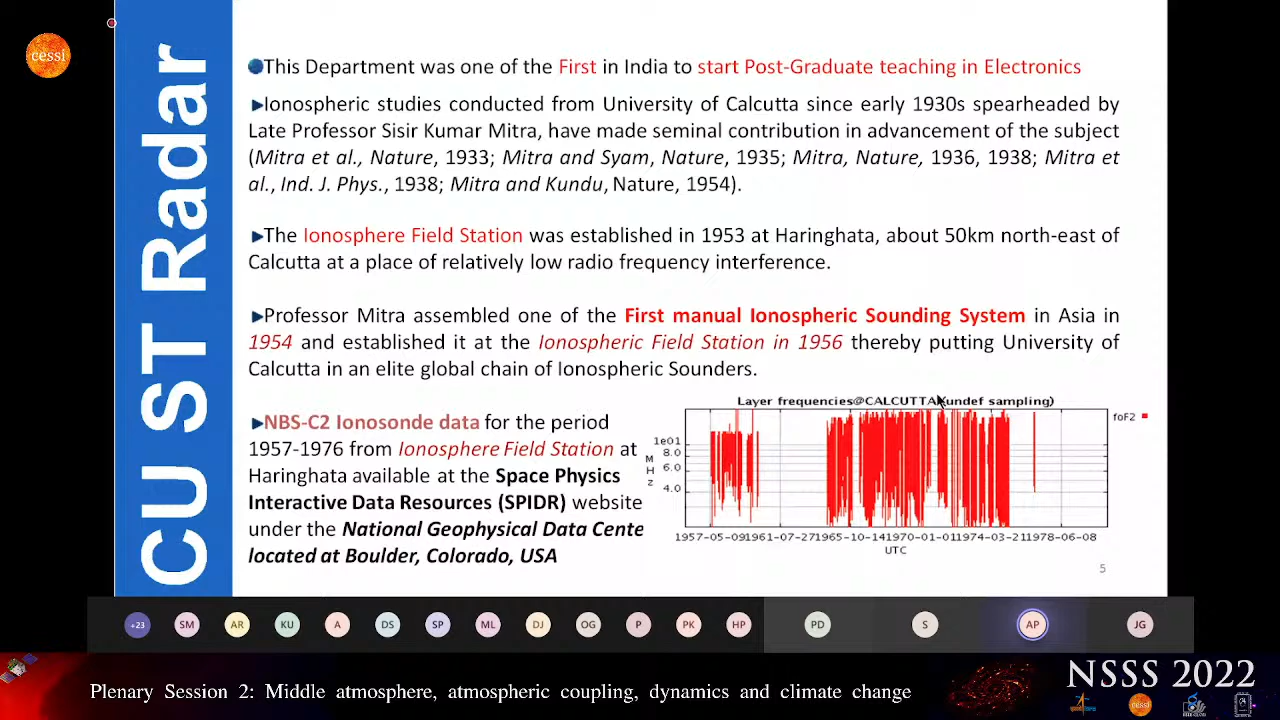 cessi
CU ST Radar
This Department was one of the First in India to start Post-Graduate teaching in Electronics
Ionospheric studies conducted from University of Calcutta since early 1930s spearheaded by
Late Professor Sisir Kumar Mitra, have made seminal contribution in advancement of the subject
(Mitra et al., Nature, 1933; Mitra and Syam, Nature, 1935; Mitra, Nature, 1936, 1938; Mitra et
al., Ind. J. Phys., 1938; Mitra and Kundu, Nature, 1954).
The Ionosphere Field Station was established in 1953 at Haringhata, about 50km north-east of
Calcutta at a place of relatively low radio frequency interference.
Professor Mitra assembled one of the First manual Ionospheric Sounding System in Asia in
1954 and established it at the Ionospheric Field Station in 1956 thereby putting University of
Calcutta in an elite global chain of Ionospheric Sounders.
NBS-C2 Ionosonde data for the period
1957-1976 from Ionosphere Field Station at
Haringhata available at the Space Physics
Interactive Data Resources (SPIDR) website
under the National Geophysical Data Cente
located at Boulder, Colorado, USA
Layer frequencies@CALCUTTA(undef sampling)
foF2
1e01
8.0
6.0
4.0
MHz
1957-05-09 1961-07-27 1965-10-14 1970-01-01 1974-03-21 1978-06-08
UTC
5
+23 SM AR KU A DS SP ML DJ OG P PK HP PD S AP JG
Plenary Session 2: Middle atmosphere, atmospheric coupling, dynamics and climate change
NSSS 2022
cessi